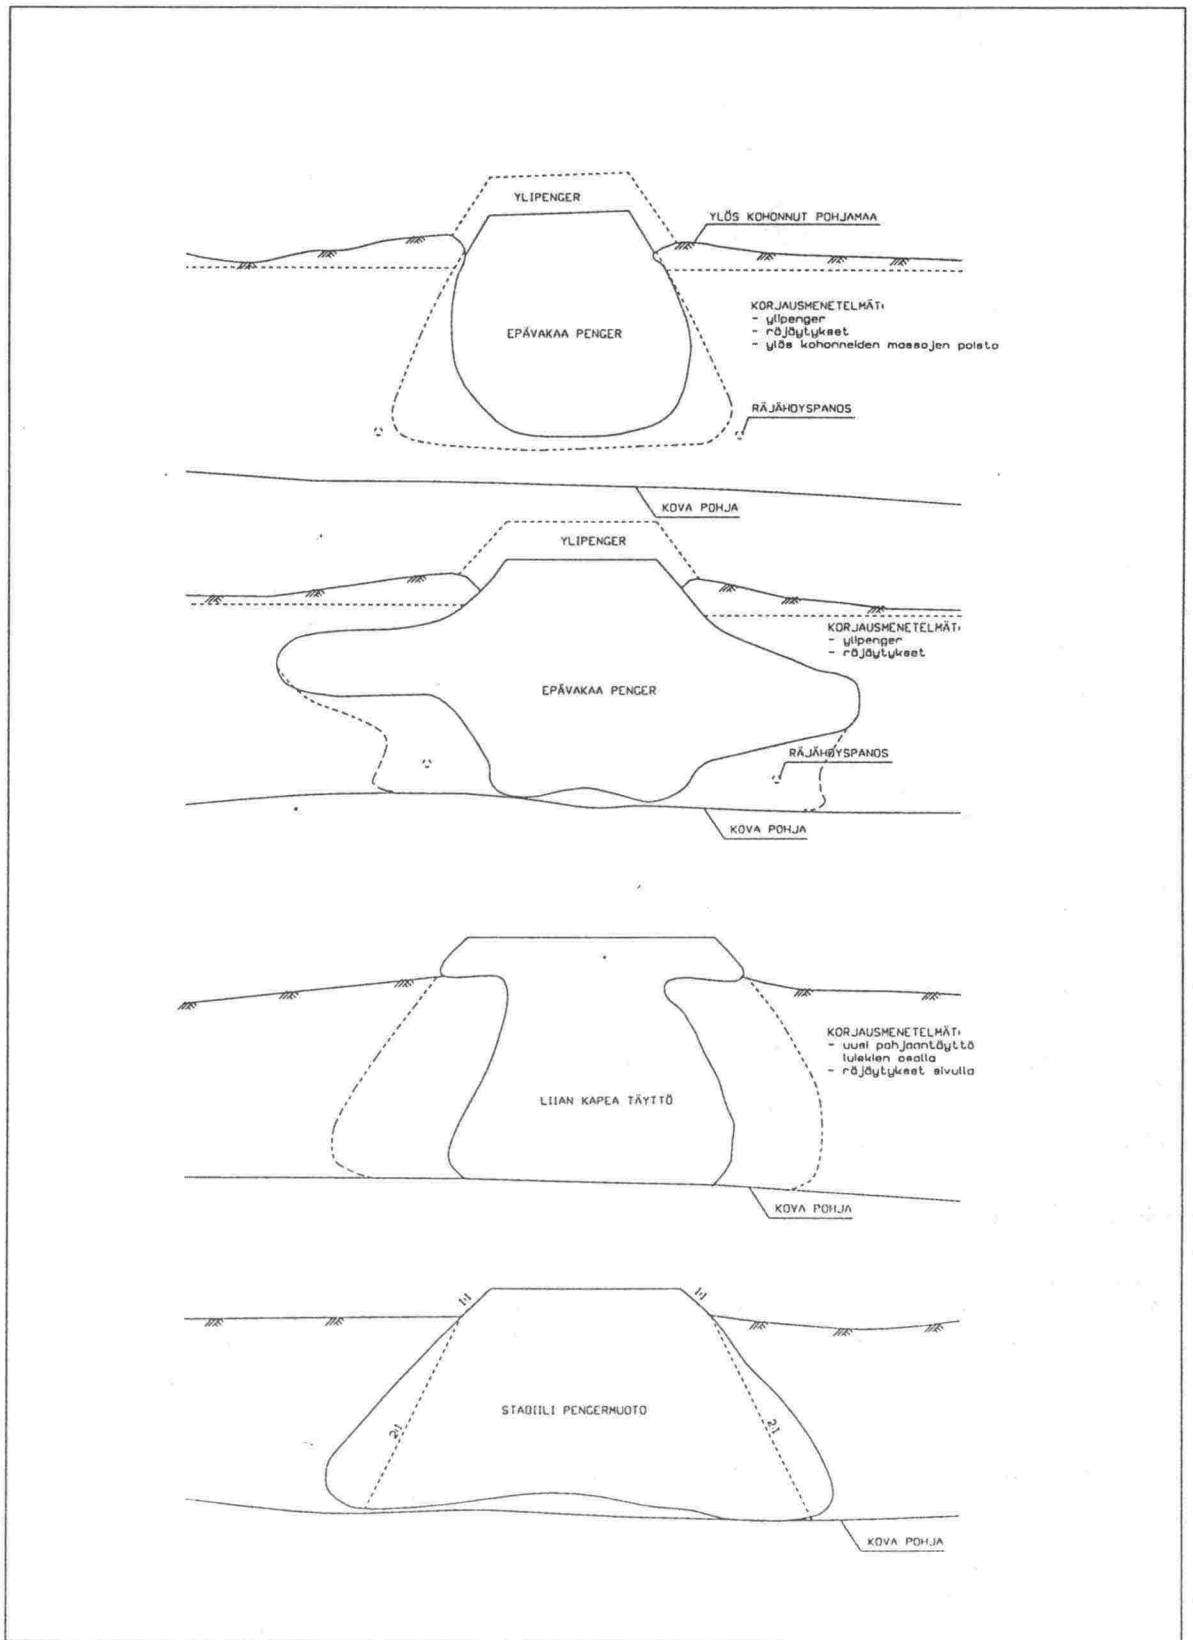 YLIPENGER
YLÖS KOHONNUT POHJAMAA
EPÄVAKAA PENGER
KORJAUSMENETELMÄT:
- ylipenger
- räjäytykset
- ylös kohonneiden massojen poisto
RÄJÄHDYSPANOS
KOVA POHJA
YLIPENGER
KORJAUSMENETELMÄT:
- ylipenger
- räjäytykset
EPÄVAKAA PENGER
RÄJÄHDYSPANOS
KOVA POHJA
KORJAUSMENETELMÄT:
- uusi pohjaantäyttö
luiskien osalla
- räjäytykset sivulla
LIIAN KAPEA TÄYTTÖ
KOVA POHJA
1:1
1:1
STABIILI PENGERMUOTO
2:1
2:1
KOVA POHJA